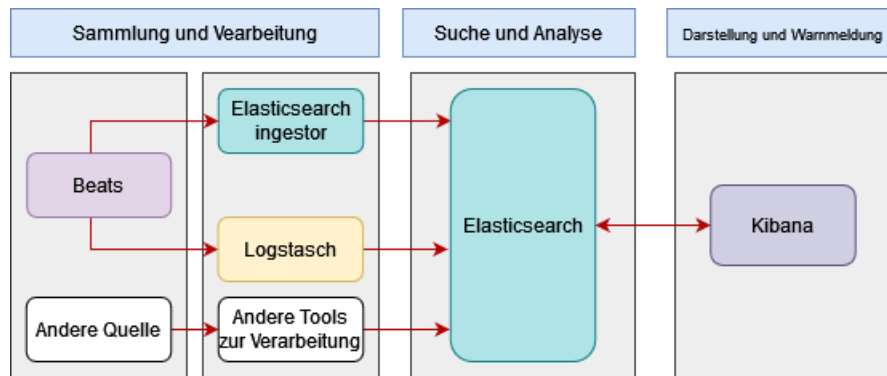 Sammlung und Vearbeitung
Suche und Analyse
Darstellung und Warnmeldung
Elasticsearch
ingestor
Beats
Elasticsearch
Kibana
Logstasch
Andere Quelle
Andere Tools
zur Verarbeitung